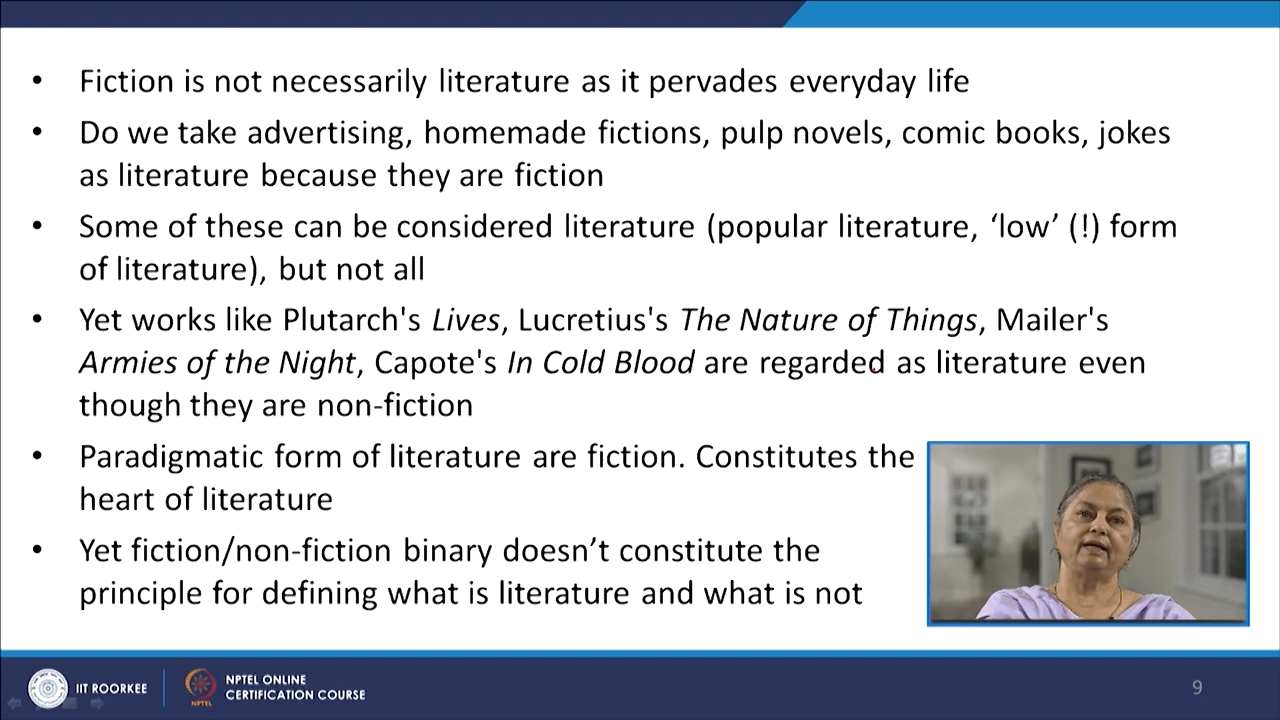 • Fiction is not necessarily literature as it pervades everyday life
• Do we take advertising, homemade fictions, pulp novels, comic books, jokes
as literature because they are fiction
• Some of these can be considered literature (popular literature, ‘low’ (!) form
of literature), but not all
• Yet works like Plutarch's Lives, Lucretius's The Nature of Things, Mailer's
Armies of the Night, Capote's In Cold Blood are regarded as literature even
though they are non-fiction
• Paradigmatic form of literature are fiction. Constitutes the
heart of literature
• Yet fiction/non-fiction binary doesn’t constitute the
principle for defining what is literature and what is not
IIT ROORKEE
NPTEL
NPTEL ONLINE
CERTIFICATION COURSE
9